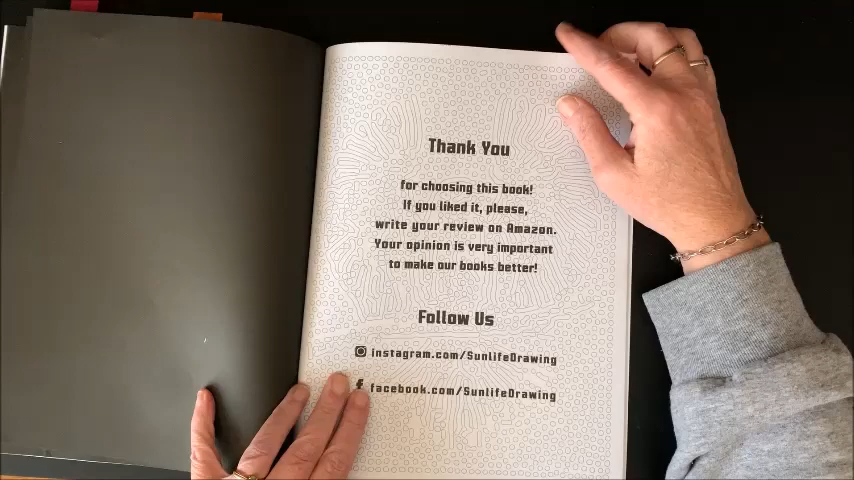 Thank You
for choosing this book!
If you liked it, please,
write your review on Amazon.
Your opinion is very important
to make our books better!
Follow Us
instagram.com/SunlifeDrawing
facebook.com/SunlifeDrawing